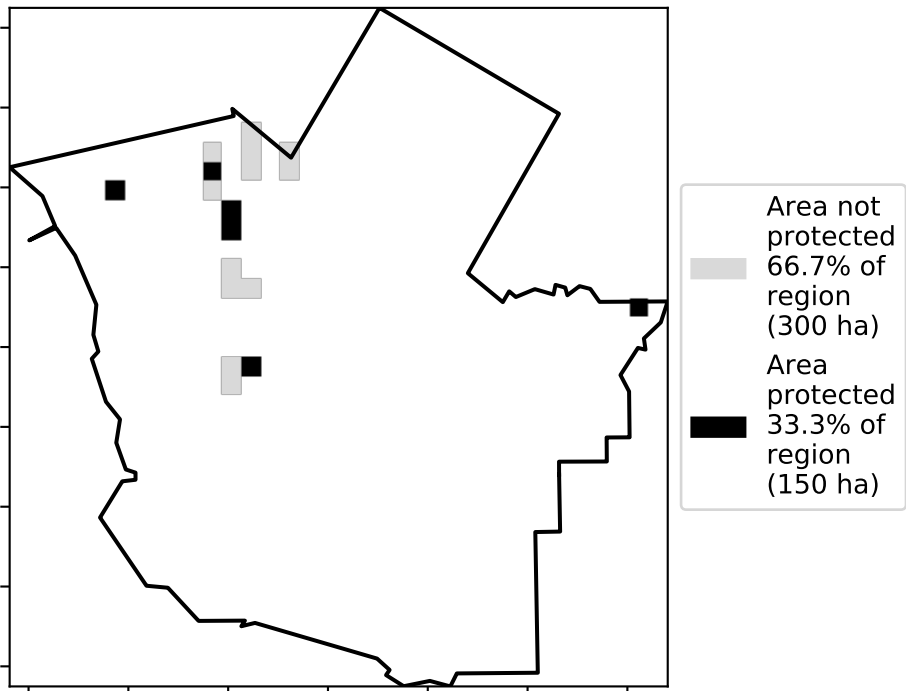 Area not
protected
66.7% of
region
(300 ha)
Area
protected
33.3% of
region
(150 ha)